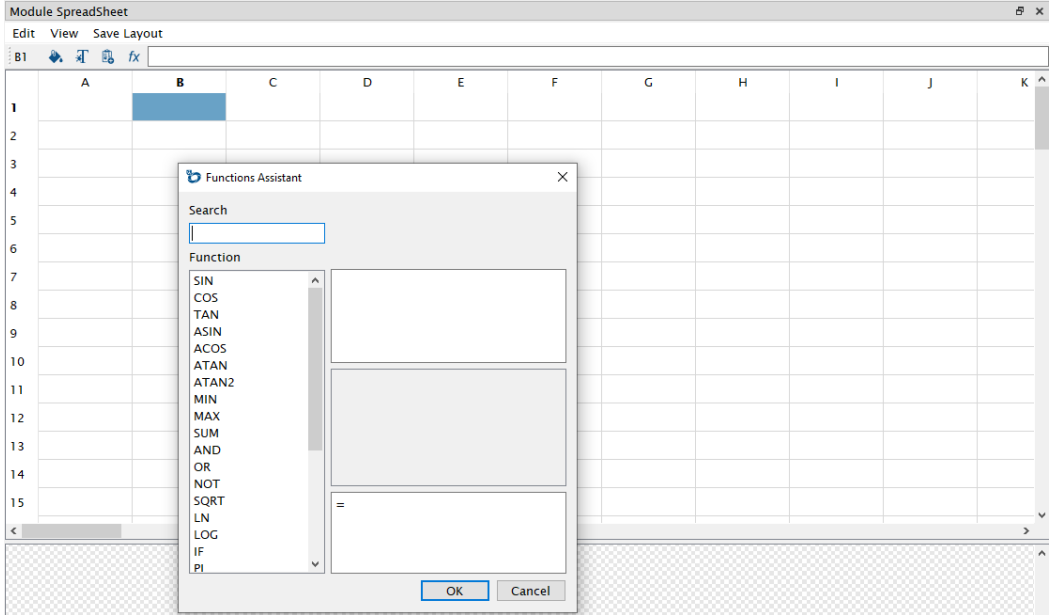 Module SpreadSheet
Edit View Save Layout
B1 fx
A B C D E F G H I J K
1
2
3
Functions Assistant
4
Search
5
6
Function
7
SIN
COS
8
TAN
9
ASIN
ACOS
10
ATAN
ATAN2
11
MIN
12
MAX
SUM
13
AND
OR
14
NOT
15
SQRT
=
LN
LOG
IF
PI
OK Cancel